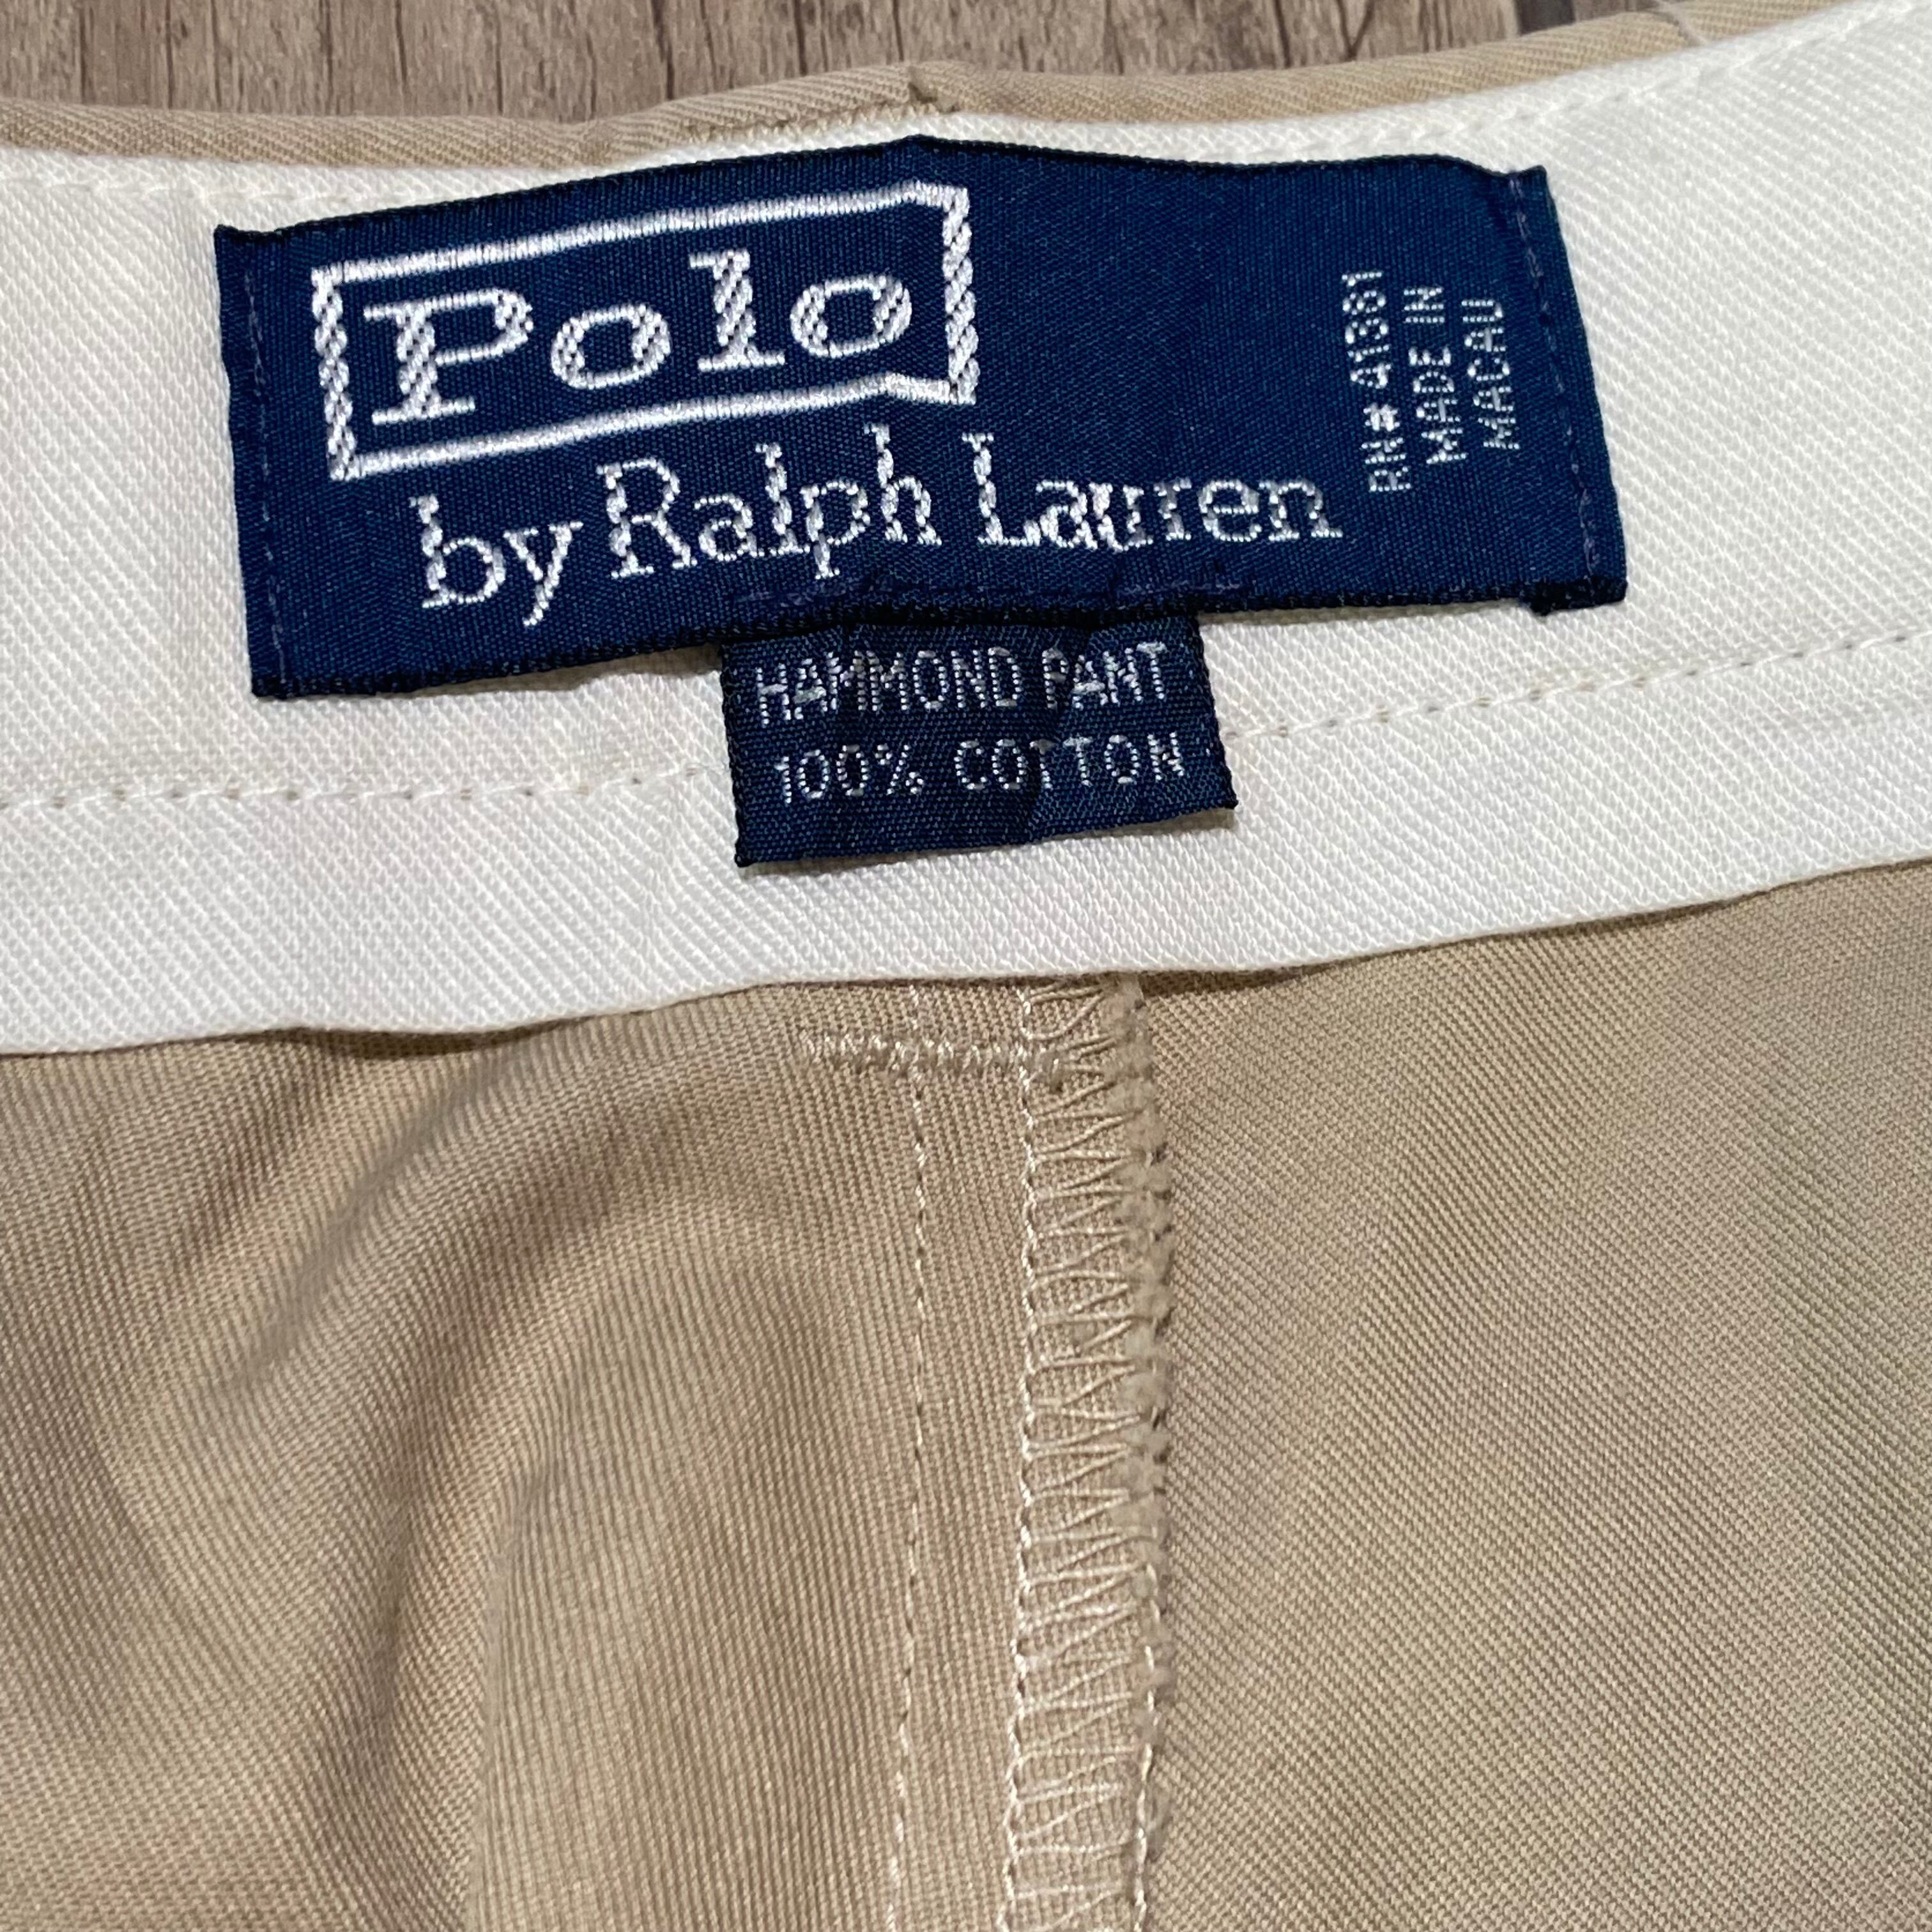 Polo
by Ralph Lauren
RN# 41381
MADE IN
MACAU
HAMMOND PANT
100% COTTON